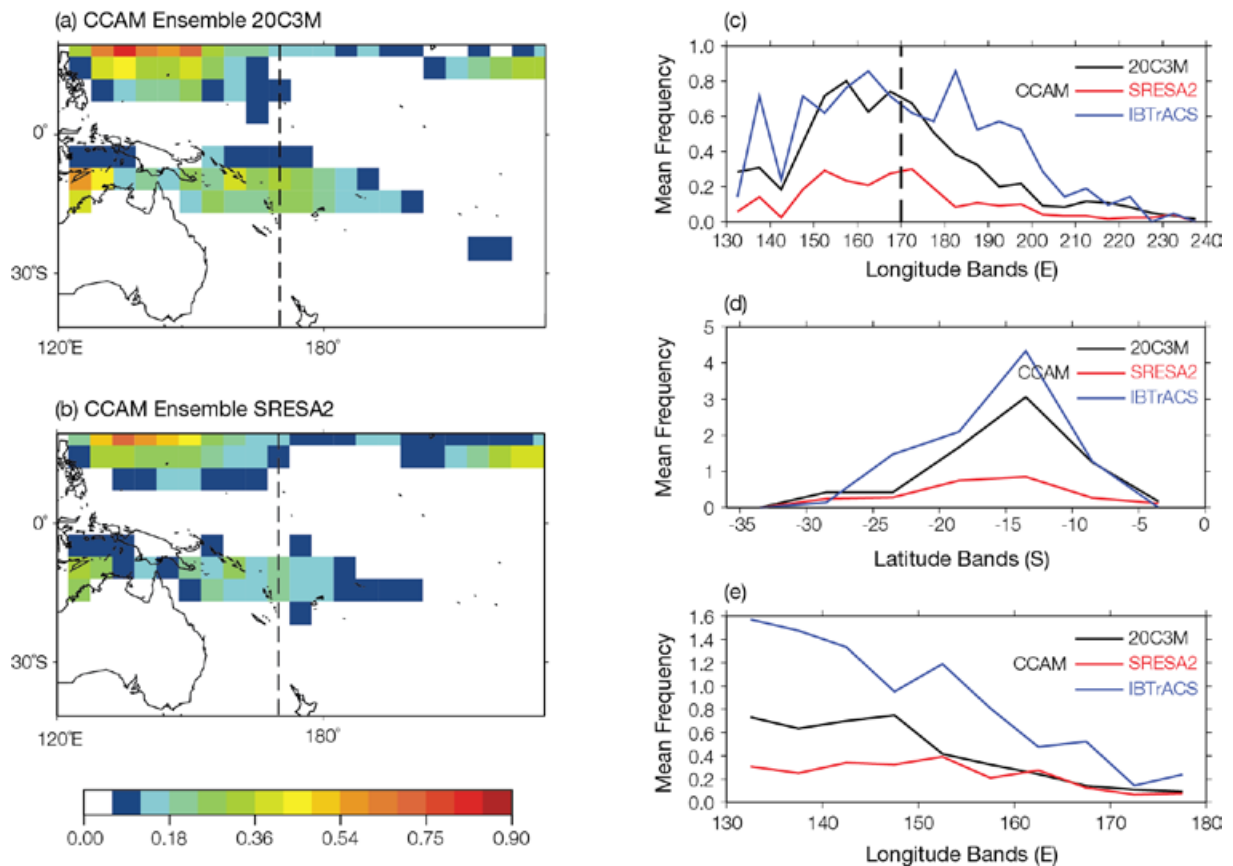 (a) CCAM Ensemble 20C3M
0°
30°S
120°E
180°
(b) CCAM Ensemble SRESA2
0°
30°S
120°E
180°
0.00 0.18 0.36 0.54 0.75 0.90
(c)
Mean Frequency
1.0
0.8
0.6
0.4
0.2
0.0
20C3M
CCAM SRESA2
IBTrACS
130 140 150 160 170 180 190 200 210 220 230 240
Longitude Bands (E)
(d)
Mean Frequency
5
4
3
2
1
0
20C3M
CCAM SRESA2
IBTrACS
-35 -30 -25 -20 -15 -10 -5 0
Latitude Bands (S)
(e)
Mean Frequency
1.6
1.4
1.2
1.0
0.8
0.6
0.4
0.2
0.0
20C3M
CCAM SRESA2
IBTrACS
130 140 150 160 170 180
Longitude Bands (E)